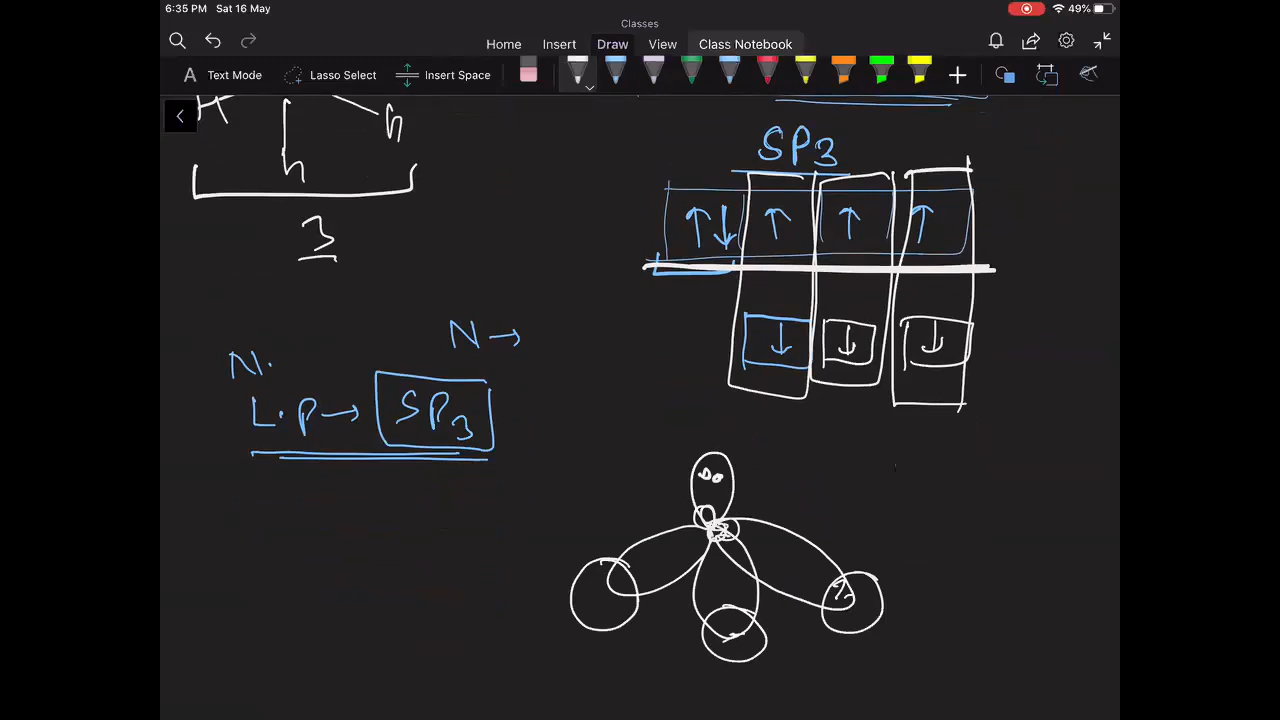 6:35 PM Sat 16 May
49%
Classes
Home Insert Draw View Class Notebook
A Text Mode Lasso Select Insert Space
H
h
h
SP3
↑↓ ↑ ↑ ↑
3
N →
↓ ↓ ↓
N.
L.P → SP3